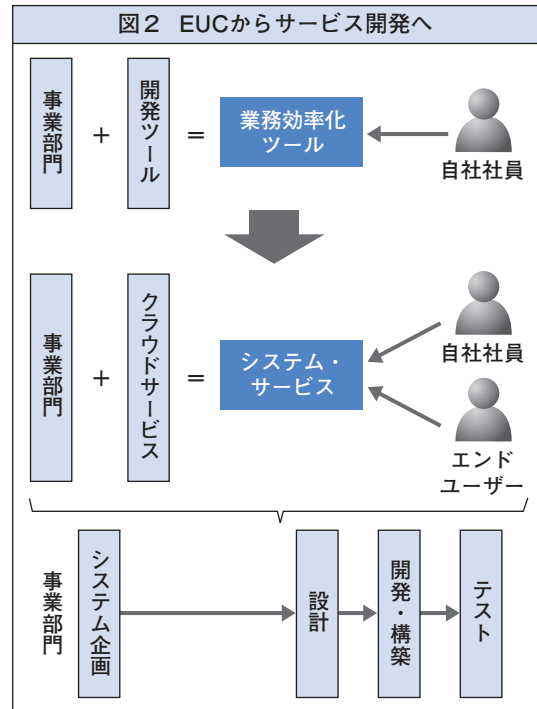 図2 EUCからサービス開発へ
事業部門
+
開発ツール
=
業務効率化
ツール
自社社員
事業部門
+
クラウドサービス
=
システム・
サービス
自社社員
エンド
ユーザー
事業部門
システム企画
設計
開発・構築
テスト